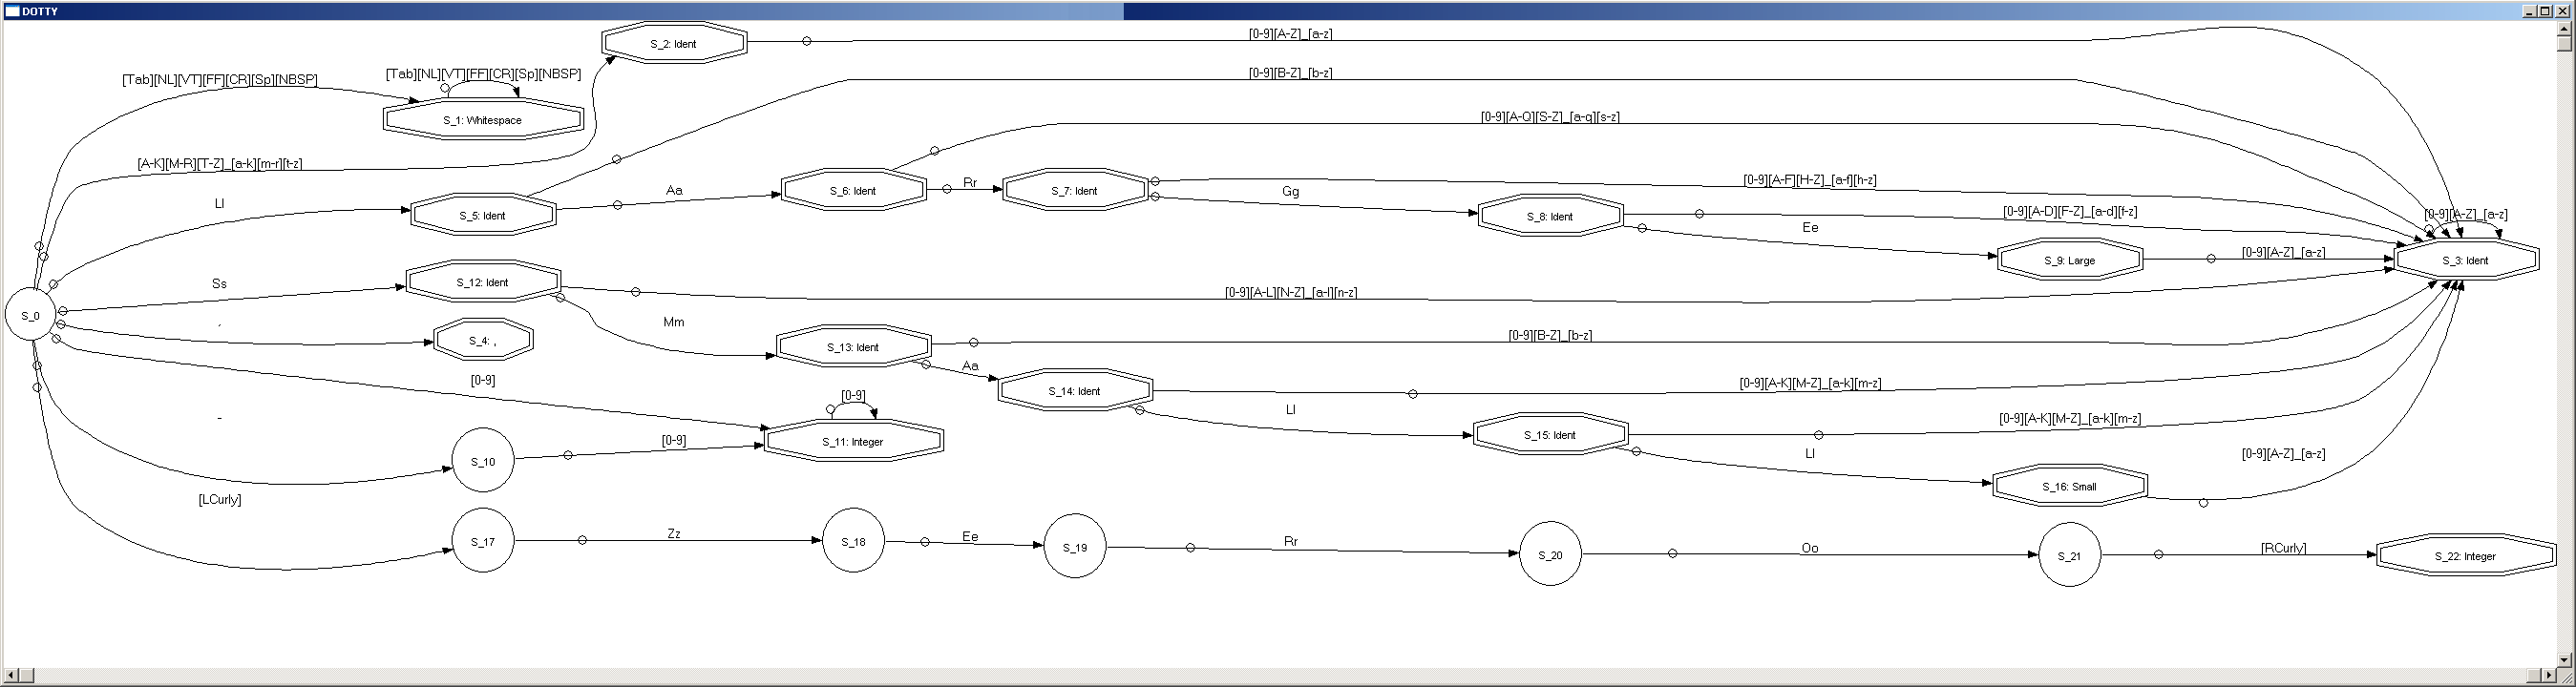 DOTTY
[0-9][A-Z]_[a-z]
S_2: Ident
[Tab][NL][VT][FF][CR][Sp][NBSP]
[Tab][NL][VT][FF][CR][Sp][NBSP]
[0-9][B-Z]_[b-z]
S_1: Whitespace
[0-9][A-Q][S-Z]_[a-q][s-z]
[A-K][M-R][T-Z]_[a-k][m-r][t-z]
Ll
S_5: Ident
Aa
S_6: Ident
Rr
S_7: Ident
[0-9][A-F][H-Z]_[a-f][h-z]
Gg
S_8: Ident
[0-9][A-D][F-Z]_[a-d][f-z]
Ee
[0-9][A-Z]_[a-z]
S_9: Large
[0-9][A-Z]_[a-z]
S_3: Ident
Ss
S_12: Ident
[0-9][A-L][N-Z]_[a-l][n-z]
S_0
,
S_4: ,
Mm
S_13: Ident
[0-9][B-Z]_[b-z]
Aa
[0-9]
S_14: Ident
[0-9][A-K][M-Z]_[a-k][m-z]
[0-9]
Ll
-
S_10
[0-9]
S_11: Integer
S_15: Ident
[0-9][A-K][M-Z]_[a-k][m-z]
Ll
[0-9][A-Z]_[a-z]
S_16: Small
[LCurly]
S_17
Zz
S_18
Ee
S_19
Rr
S_20
Oo
S_21
[RCurly]
S_22: Integer